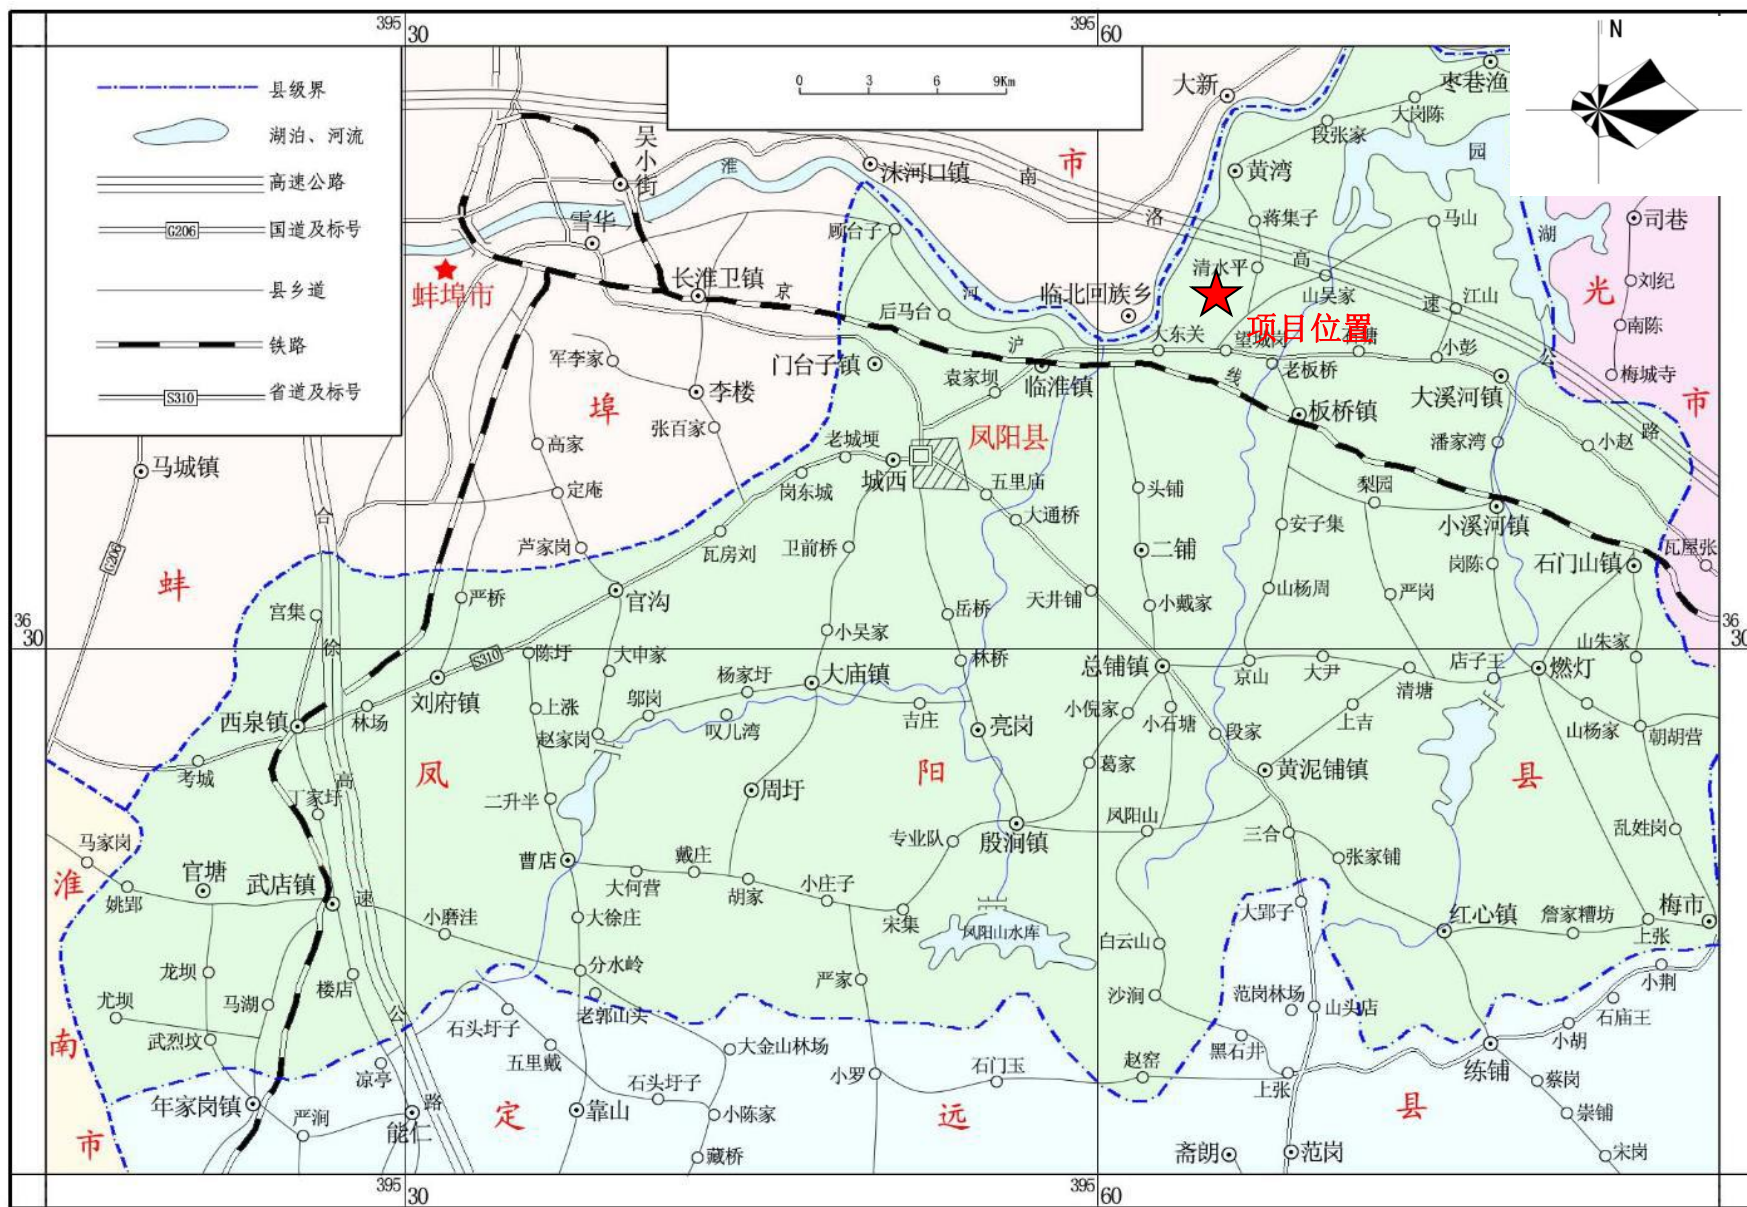 395 30
395 60
N
县级界
湖泊、河流
高速公路
G206 国道及标号
县乡道
铁路
S310 省道及标号
0 3 6 9Km
吴小街
淮
沫河口镇
南
市
大新
枣巷渔
大岗陈
段张家
园
黄湾
洛
蒋集子
马山
湖
司巷
雪华
顾台子
蚌埠市
长淮卫镇
京
河
临北回族乡
清水平
高
山吴家
江山
速
光
刘纪
后马台
项目位置
南陈
军李家
门台子镇
沪
大东关
望城岗
塘
小彭
公
李楼
袁家坝
临淮镇
线
老板桥
大溪河镇
梅城寺
埠
张百家
凤阳县
板桥镇
市
路
高家
老城埂
潘家湾
小赵
马城镇
岗东城
城西
五里庙
定庵
头铺
梨园
合
大通桥
安子集
小溪河镇
G206
芦家岗
瓦房刘
卫前桥
二铺
岗陈
石门山镇
瓦屋张
蚌
严桥
官沟
天井铺
小戴家
山杨周
严岗
宫集
岳桥
36 30
36 30
小吴家
山朱家
徐
S310
陈圩
大申家
杨家圩
大庙镇
林桥
总铺镇
京山
大尹
清塘
店子王
燃灯
刘府镇
西泉镇
林场
上涨
邬岗
吉庄
小倪家
小石塘
上吉
赵家岗
叹儿湾
亮岗
段家
山杨家
朝胡营
考城
凤
高
阳
葛家
黄泥铺镇
县
丁家圩
二升半
周圩
凤阳山
马家岗
专业队
殷涧镇
三合
乱姓岗
张家铺
淮
官塘
武店镇
曹店
戴庄
姚郢
速
大何营
胡家
小庄子
小磨洼
大徐庄
宋集
大郢子
红心镇
詹家糟坊
梅市
上张
凤阳山水库
白云山
龙坝
楼店
分水岭
严家
小荆
尤坝
马湖
沙涧
范岗林场
山头店
石庙王
公
石头圩子
老郭山头
南
武烈坟
大金山林场
黑石井
小胡
凉亭
五里戴
小罗
石门玉
赵窑
练铺
石头圩子
上张
蔡岗
年家岗镇
路
定
靠山
小陈家
远
县
崇铺
严涧
能仁
市
藏桥
斋朗
范岗
宋岗
395 30
395 60